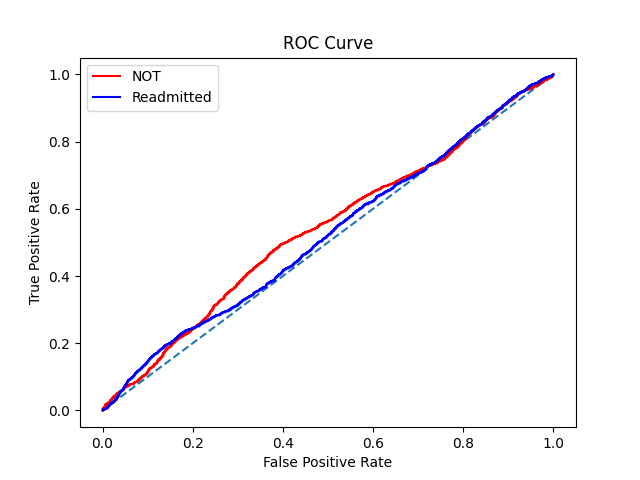 ROC Curve
NOT
Readmitted
True Positive Rate
1.0
0.8
0.6
0.4
0.2
0.0
0.0 0.2 0.4 0.6 0.8 1.0
False Positive Rate